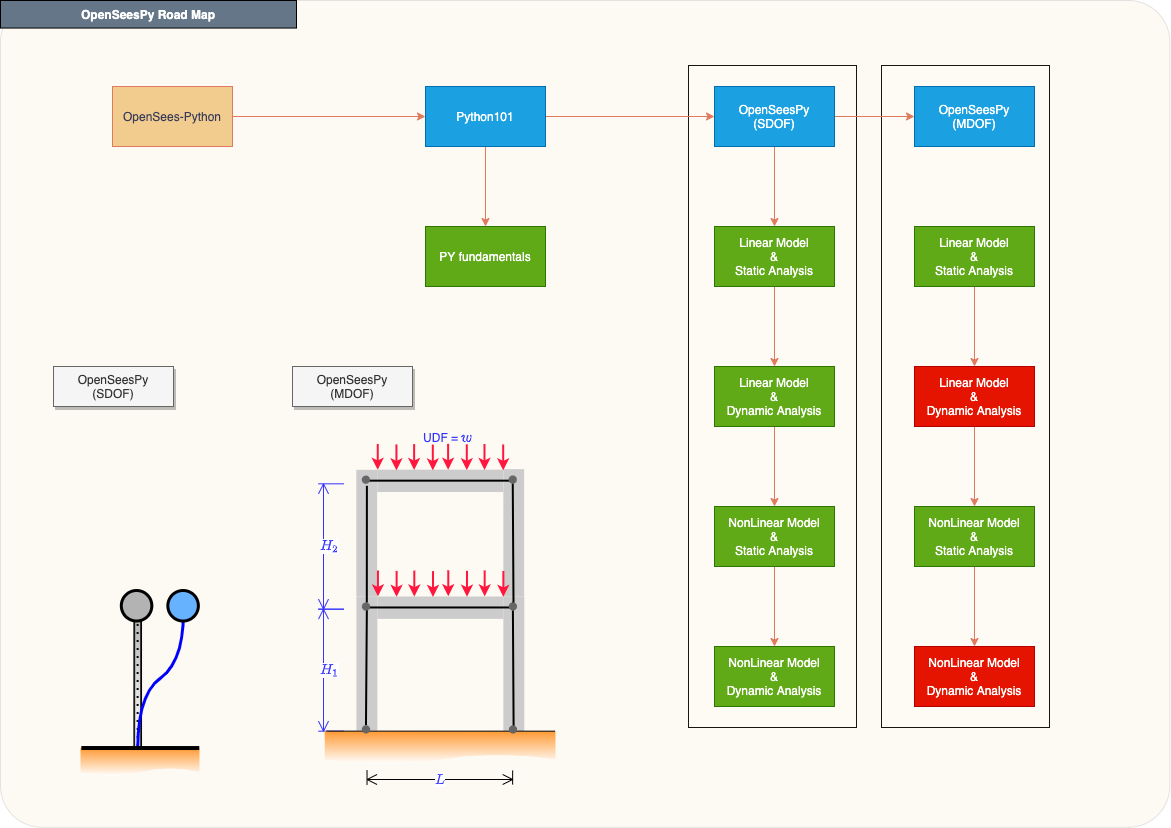 OpenSeesPy Road Map
OpenSees-Python
Python101
OpenSeesPy
(SDOF)
OpenSeesPy
(MDOF)
PY fundamentals
Linear Model
&
Static Analysis
Linear Model
&
Static Analysis
Linear Model
&
Dynamic Analysis
Linear Model
&
Dynamic Analysis
NonLinear Model
&
Static Analysis
NonLinear Model
&
Static Analysis
NonLinear Model
&
Dynamic Analysis
NonLinear Model
&
Dynamic Analysis
OpenSeesPy
(SDOF)
OpenSeesPy
(MDOF)
UDF = w
H₂
H₁
L